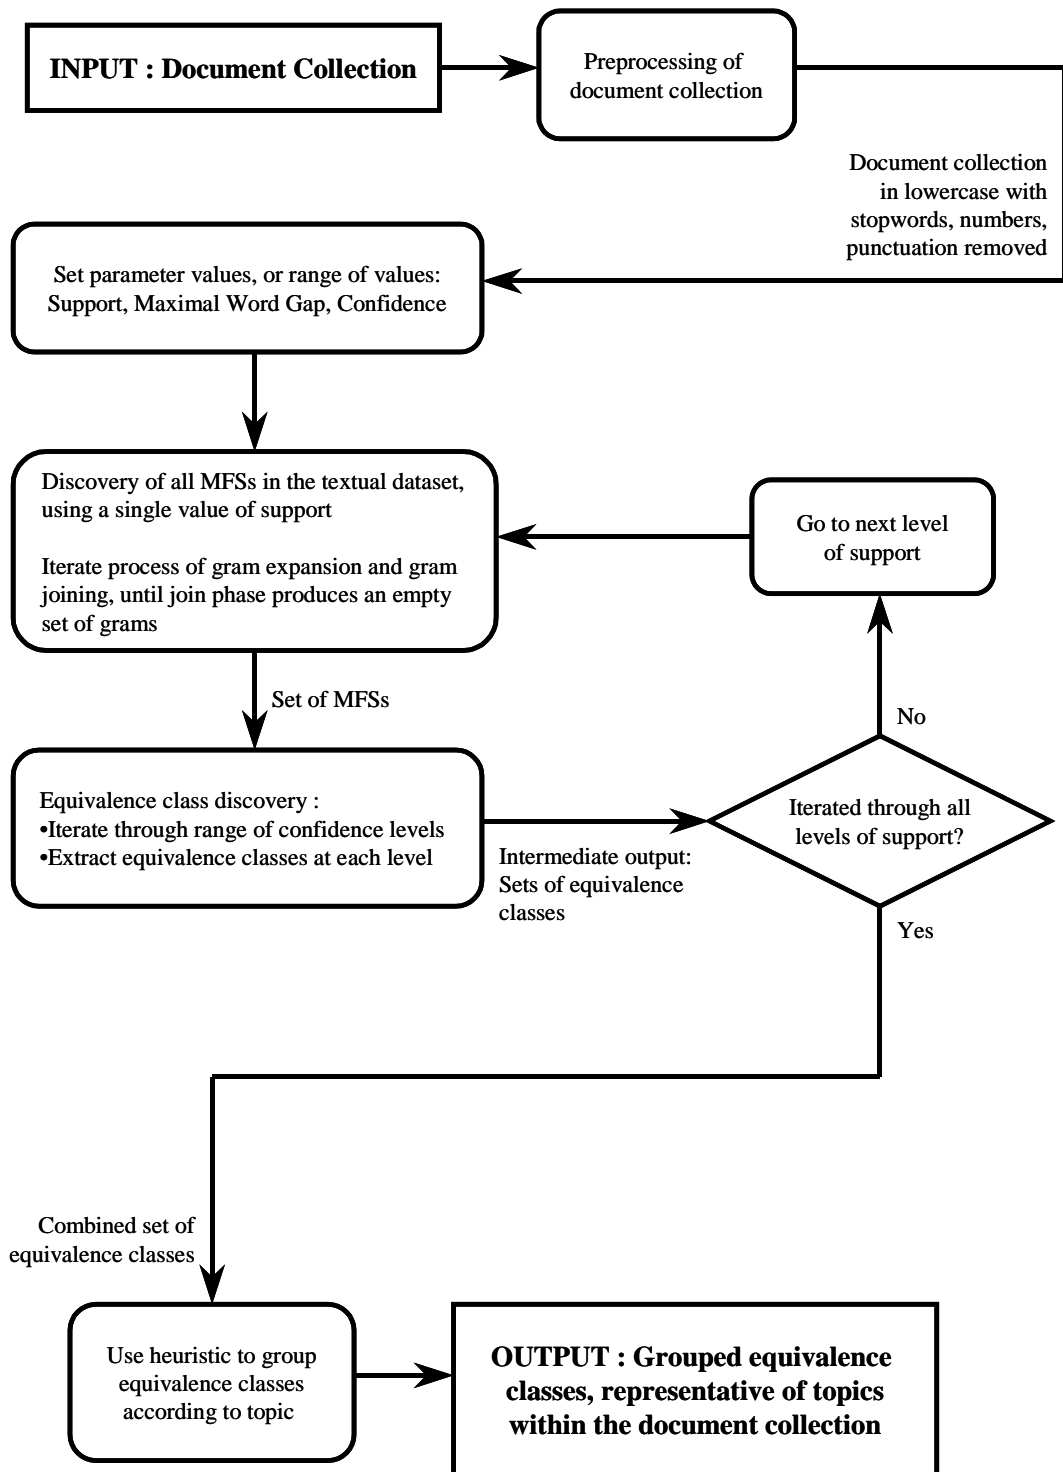 INPUT : Document Collection
Preprocessing of
document collection
Document collection
in lowercase with
stopwords, numbers,
punctuation removed
Set parameter values, or range of values:
Support, Maximal Word Gap, Confidence
Discovery of all MFSs in the textual dataset,
using a single value of support
Iterate process of gram expansion and gram
joining, until join phase produces an empty
set of grams
Go to next level
of support
Set of MFSs
No
Equivalence class discovery :
•Iterate through range of confidence levels
•Extract equivalence classes at each level
Iterated through all
levels of support?
Intermediate output:
Sets of equivalence
classes
Yes
Combined set of
equivalence classes
Use heuristic to group
equivalence classes
according to topic
OUTPUT : Grouped equivalence
classes, representative of topics
within the document collection